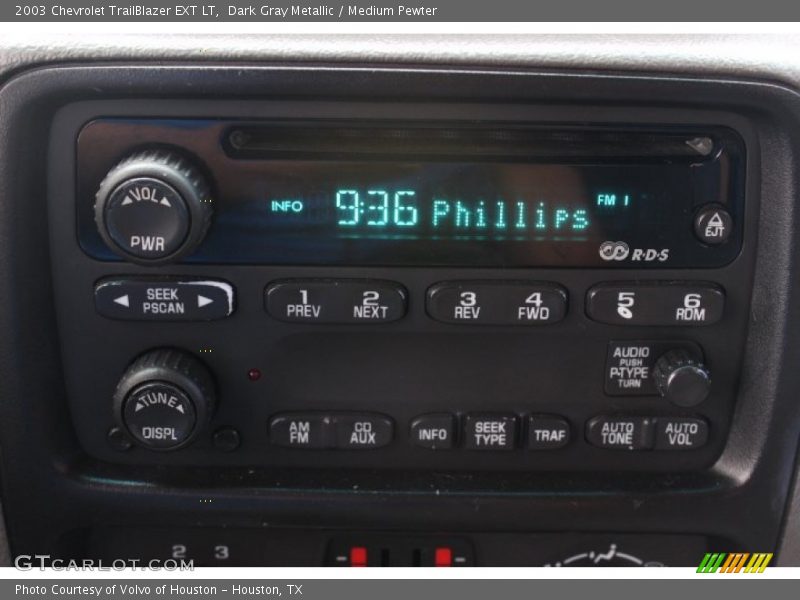 2003 Chevrolet TrailBlazer EXT LT,  Dark Gray Metallic / Medium Pewter
VOL
PWR
INFO 9:36 Phillips FM 1
EJT
R·D·S
SEEK
PSCAN
1 PREV 2 NEXT
3 REV 4 FWD
5 6 RDM
AUDIO
PUSH
P-TYPE
TURN
TUNE
DISPL
AM FM
CD AUX
INFO
SEEK TYPE
TRAF
AUTO TONE
AUTO VOL
2 3
GTCARLOT.COM
Photo Courtesy of Volvo of Houston - Houston, TX